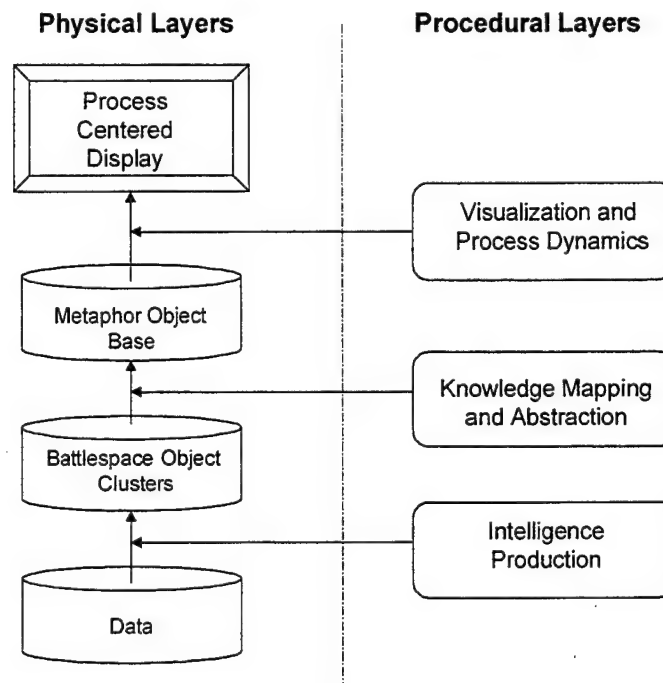 Physical Layers
Procedural Layers
Process
Centered
Display
Visualization and
Process Dynamics
Metaphor Object
Base
Knowledge Mapping
and Abstraction
Battlespace Object
Clusters
Intelligence
Production
Data